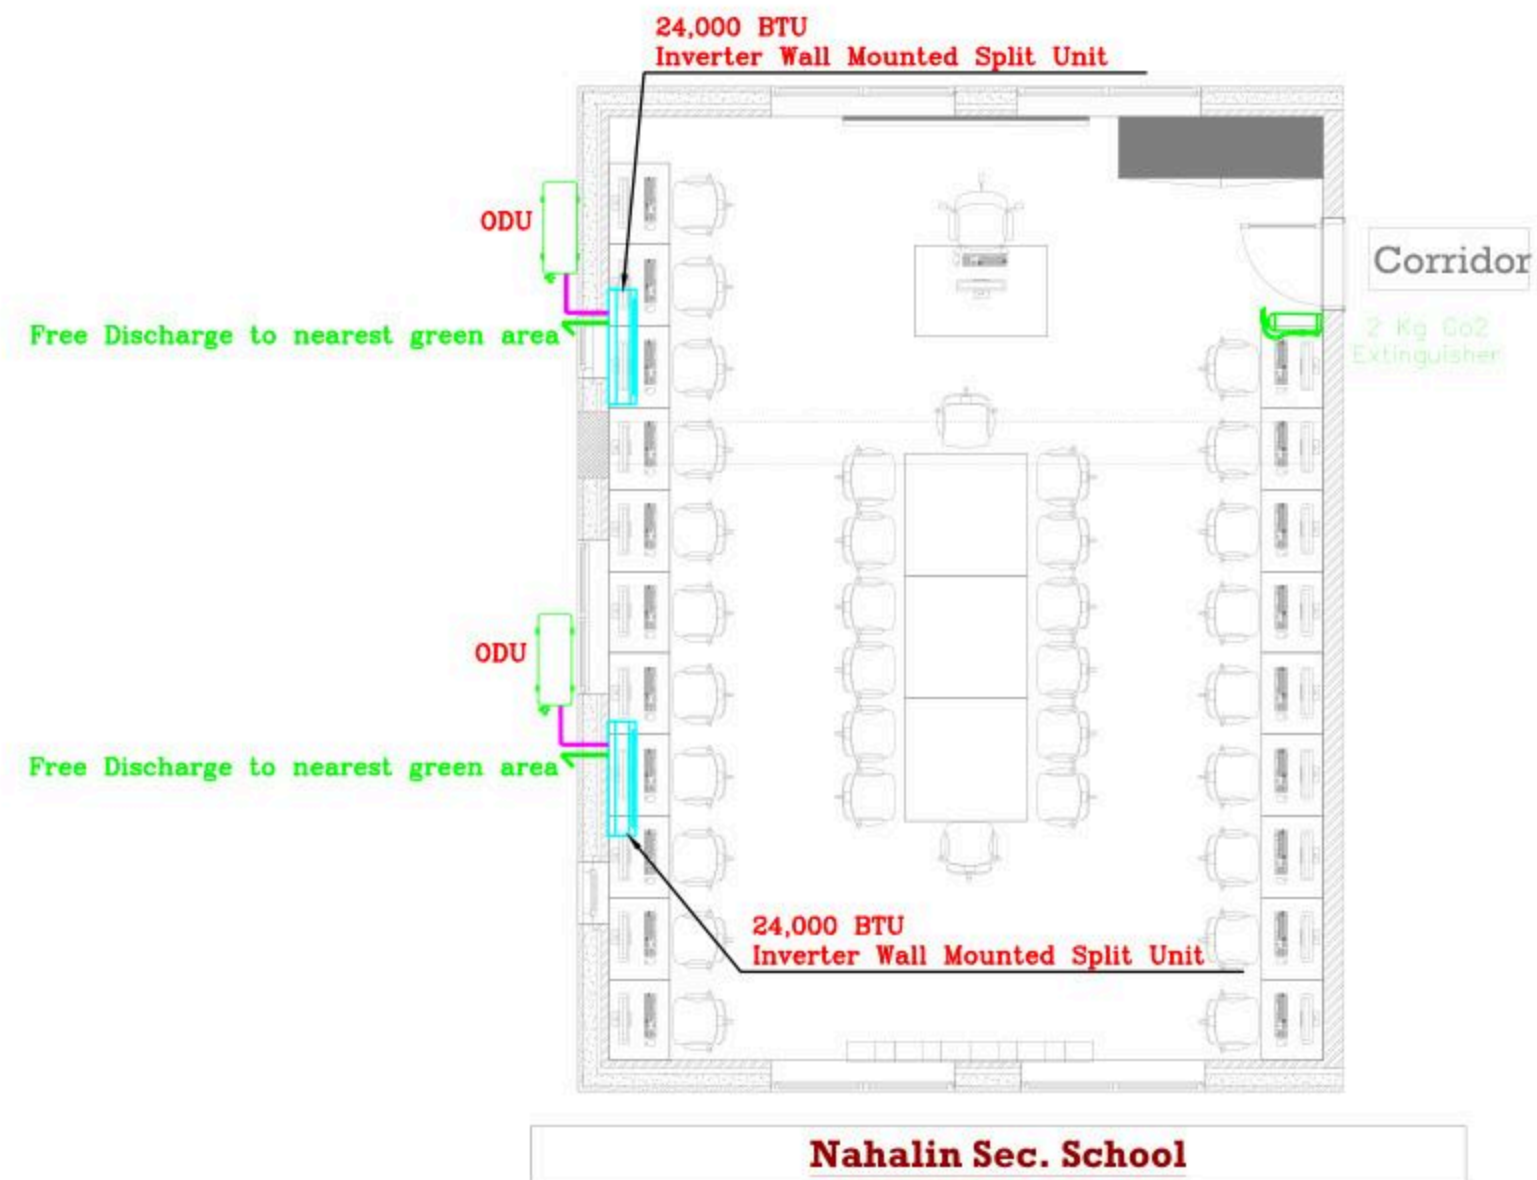 24,000 BTU
Inverter Wall Mounted Split Unit
ODU
Corridor
Free Discharge to nearest green area
2 Kg Co2
Extinguisher
ODU
Free Discharge to nearest green area
24,000 BTU
Inverter Wall Mounted Split Unit
Nahalin Sec. School